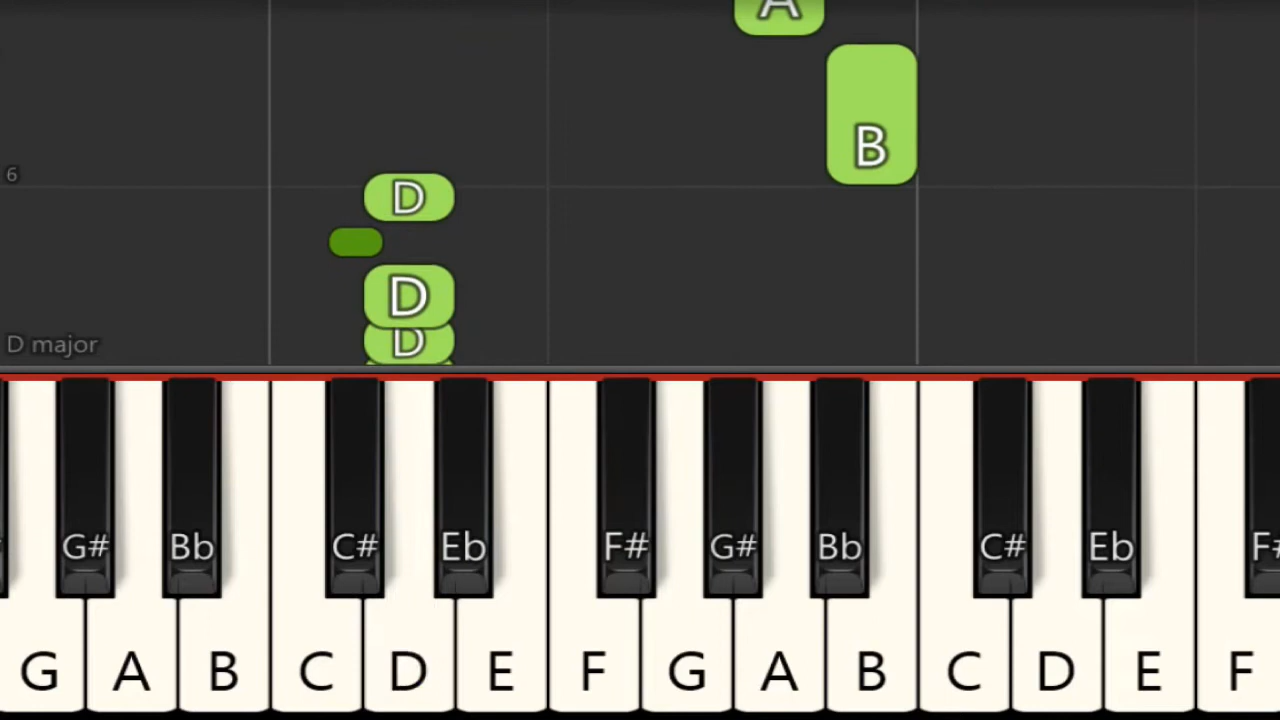 A
B
6
D
D
D major
D
G# Bb C# Eb F# G# Bb C# Eb F#
G A B C D E F G A B C D E F